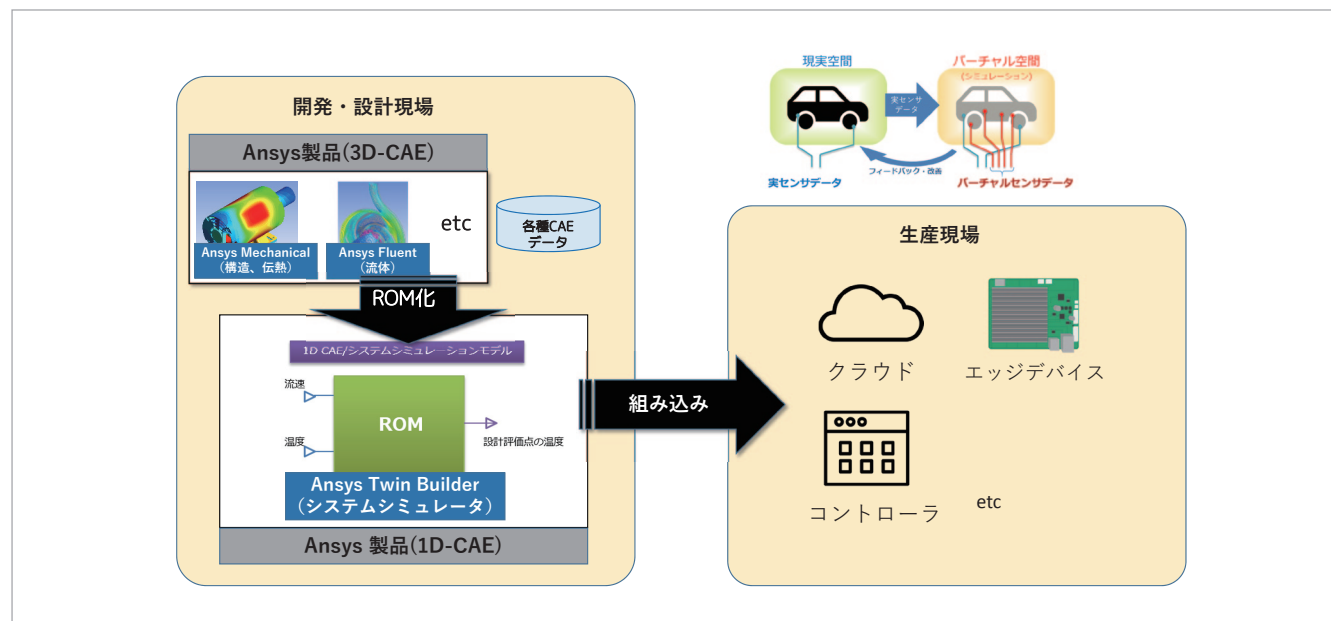 開発・設計現場
Ansys製品(3D-CAE)
Ansys Mechanical
(構造、伝熱)
Ansys Fluent
(流体)
etc
各種CAE
データ
ROM化
1D CAE/システムシミュレーションモデル
流速
温度
ROM
設計評価点の温度
Ansys Twin Builder
(システムシミュレータ)
Ansys 製品(1D-CAE)
組み込み
現実空間
バーチャル空間
(シミュレーション)
実センサ
データ
フィードバック・改善
実センサデータ
バーチャルセンサデータ
生産現場
クラウド
エッジデバイス
コントローラ
etc